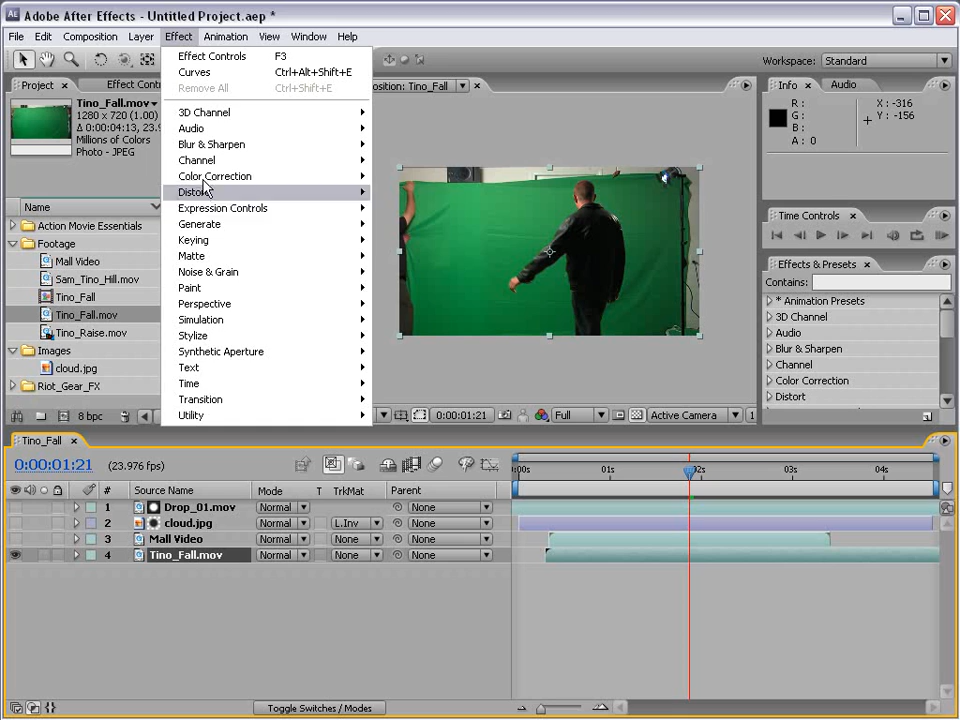 Adobe After Effects - Untitled Project.aep *
File Edit Composition Layer Effect Animation View Window Help
Workspace: Standard
Project × Effect Contr
Tino_Fall.mov
1280 x 720 (1.00)
Δ 0:00:04:13, 23.9
Millions of Colors
Photo - JPEG
Name
Action Movie Essentials
Footage
Mall Video
Sam_Tino_Hill.mov
Tino_Fall
Tino_Fall.mov
Tino_Raise.mov
Images
cloud.jpg
Riot_Gear_FX
8 bpc
Effect Controls F3
Curves Ctrl+Alt+Shift+E
Remove All Ctrl+Shift+E
3D Channel
Audio
Blur & Sharpen
Channel
Color Correction
Distort
Expression Controls
Generate
Keying
Matte
Noise & Grain
Paint
Perspective
Simulation
Stylize
Synthetic Aperture
Text
Time
Transition
Utility
position: Tino_Fall ×
0:00:01:21 Full Active Camera 1
Info × Audio
R : X : -316
G : Y : -156
B :
A : 0
Time Controls ×
Effects & Presets ×
Contains:
* Animation Presets
3D Channel
Audio
Blur & Sharpen
Channel
Color Correction
Distort
Tino_Fall ×
0:00:01:21 (23.976 fps)
0:00s 01s 02s 03s 04s
# Source Name Mode T TrkMat Parent
1 Drop_01.mov Normal None
2 cloud.jpg Normal L.Inv None
3 Mall Video Normal None None
4 Tino_Fall.mov Normal None None
Toggle Switches / Modes